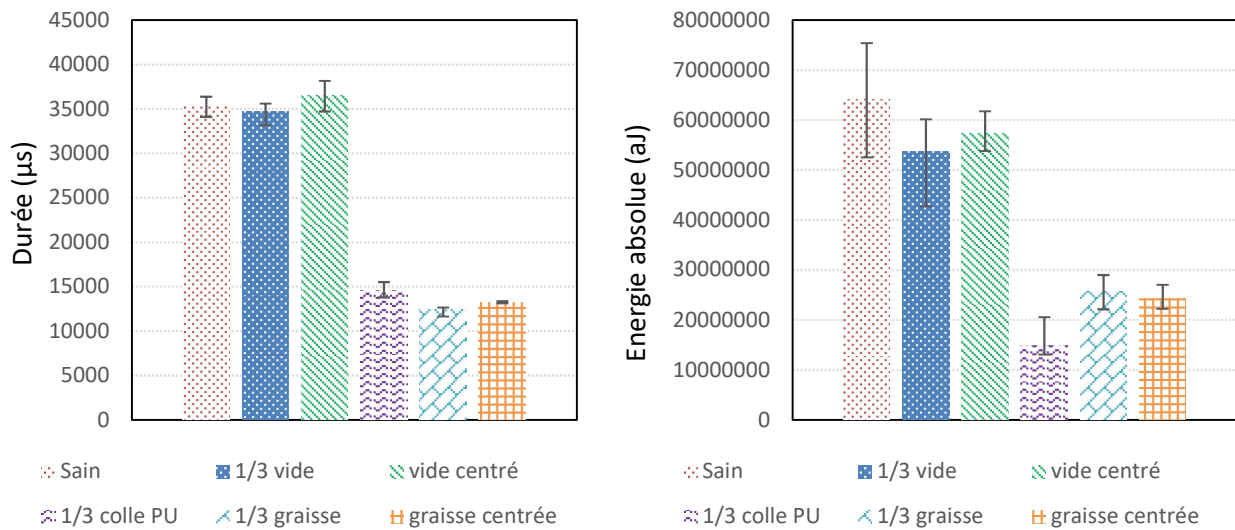 45000
40000
35000
30000
25000
20000
15000
10000
5000
0
Durée (µs)
Sain
1/3 vide
vide centré
1/3 colle PU
1/3 graisse
graisse centrée
80000000
70000000
60000000
50000000
40000000
30000000
20000000
10000000
0
Energie absolue (aJ)
Sain
1/3 vide
vide centré
1/3 colle PU
1/3 graisse
graisse centrée